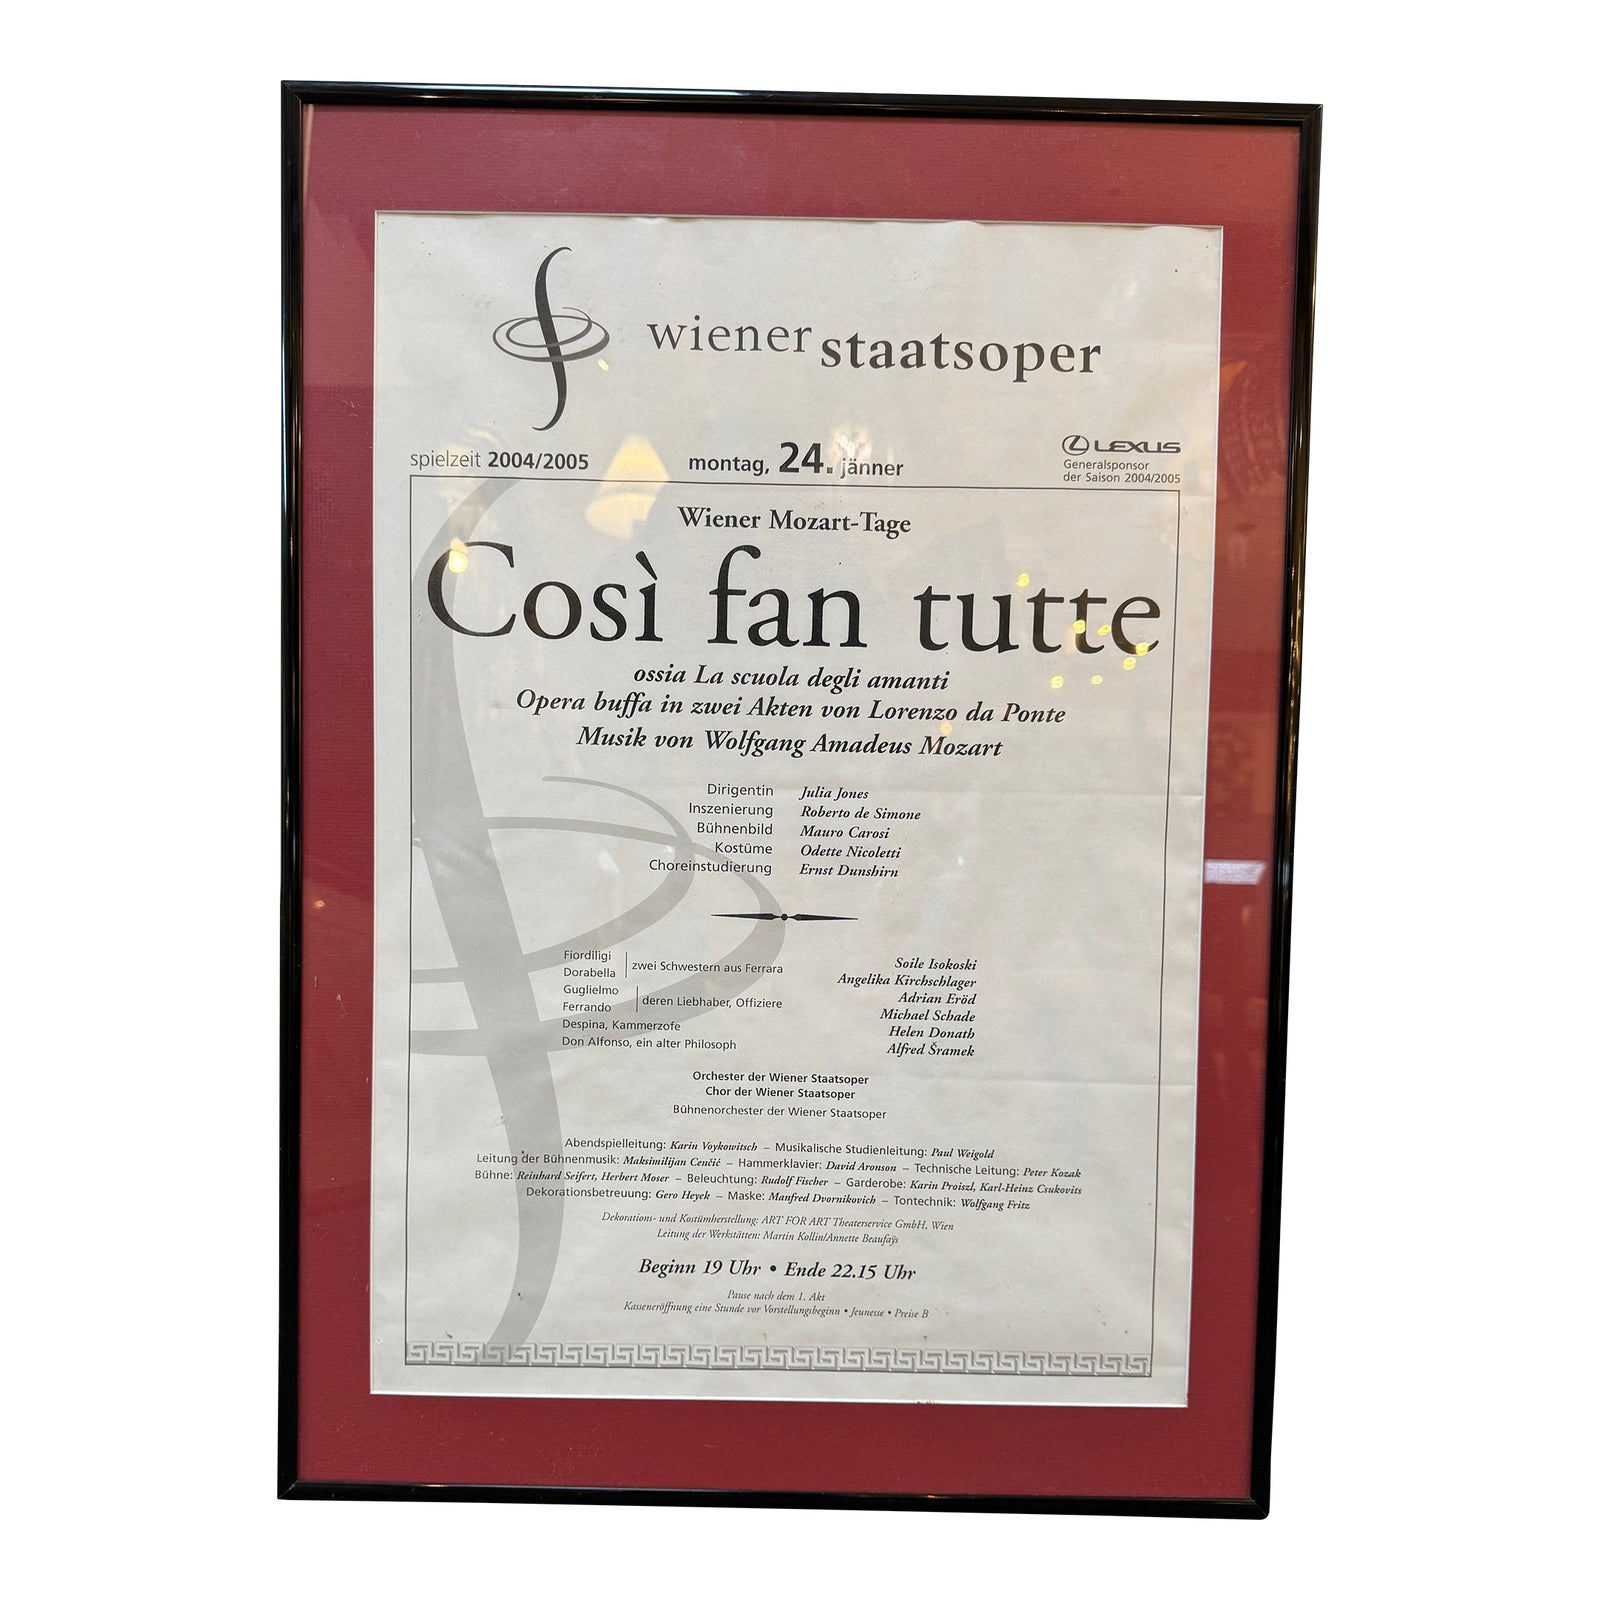 wiener staatsoper
spielzeit 2004/2005
montag, 24. jänner
LEXUS
Generalsponsor
der Saison 2004/2005
Wiener Mozart-Tage
Così fan tutte
ossia La scuola degli amanti
Opera buffa in zwei Akten von Lorenzo da Ponte
Musik von Wolfgang Amadeus Mozart
Dirigentin Julia Jones
Inszenierung Roberto de Simone
Bühnenbild Mauro Carosi
Kostüme Odette Nicoletti
Choreinstudierung Ernst Dunshirn
Fiordiligi
Dorabella
zwei Schwestern aus Ferrara
Soile Isokoski
Angelika Kirchschlager
Guglielmo
Ferrando
deren Liebhaber, Offiziere
Adrian Eröd
Michael Schade
Despina, Kammerzofe Helen Donath
Don Alfonso, ein alter Philosoph Alfred Šramek
Orchester der Wiener Staatsoper
Chor der Wiener Staatsoper
Bühnenorchester der Wiener Staatsoper
Abendspielleitung: Karin Voykowitsch – Musikalische Studienleitung: Paul Weigold
Leitung der Bühnenmusik: Maksimilijan Cenčić – Hammerklavier: David Aronson – Technische Leitung: Peter Kozak
Bühne: Reinhard Seifert, Herbert Moser – Beleuchtung: Rudolf Fischer – Garderobe: Karin Proiszl, Karl-Heinz Csukovits
Dekorationsbetreuung: Gero Heyek – Maske: Manfred Dvornikovich – Tontechnik: Wolfgang Fritz
Dekorations- und Kostümherstellung: ART FOR ART Theaterservice GmbH, Wien
Leitung der Werkstätten: Martin Kollin/Annette Beaufaÿs
Beginn 19 Uhr • Ende 22.15 Uhr
Pause nach dem 1. Akt
Kasseneröffnung eine Stunde vor Vorstellungsbeginn • Jeunesse • Preise B